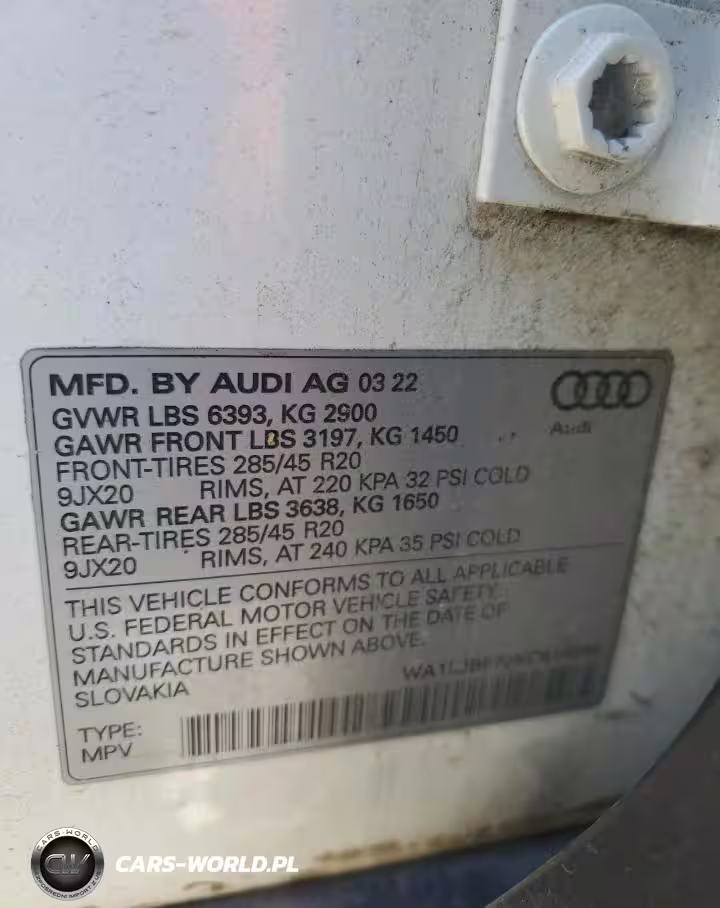 MFD. BY AUDI AG 03 22
GVWR LBS 6393, KG 2900
GAWR FRONT LBS 3197, KG 1450
Audi
FRONT-TIRES 285/45 R20
9JX20 RIMS, AT 220 KPA 32 PSI COLD
GAWR REAR LBS 3638, KG 1650
REAR-TIRES 285/45 R20
9JX20 RIMS, AT 240 KPA 35 PSI COLD
THIS VEHICLE CONFORMS TO ALL APPLICABLE
U.S. FEDERAL MOTOR VEHICLE SAFETY
STANDARDS IN EFFECT ON THE DATE OF
MANUFACTURE SHOWN ABOVE.
SLOVAKIA
TYPE:
MPV
CARS-WORLD
CW
CARS-WORLD.PL